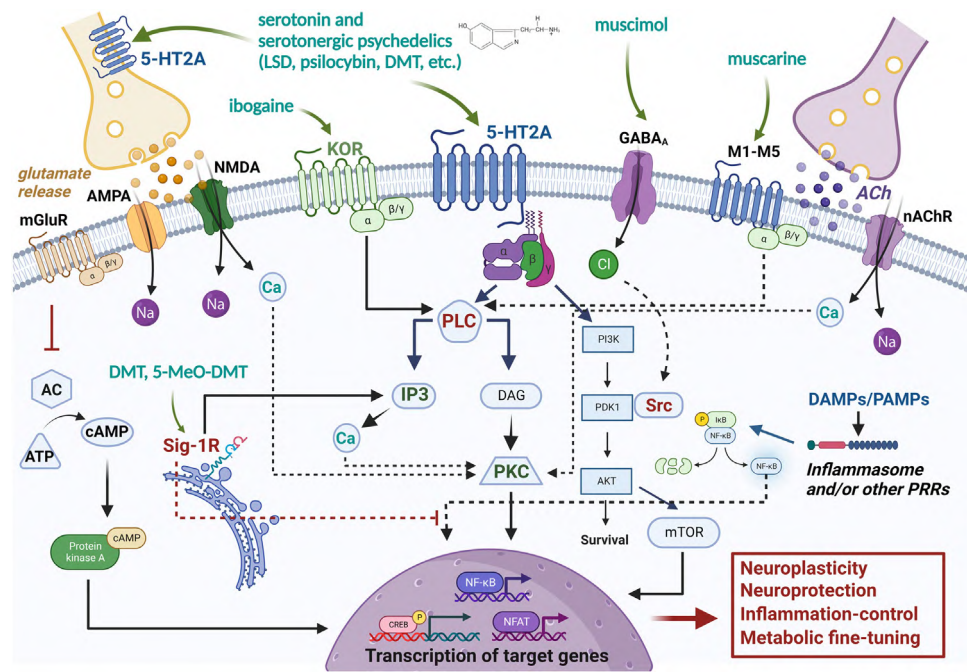 serotonin and
serotonergic psychedelics
(LSD, psilocybin, DMT, etc.)
HO
H
C
C
NH₃
+
N
5-HT2A
muscimol
muscarine
ibogaine
KOR
5-HT2A
GABAA
M1-M5
glutamate
release
AMPA
NMDA
mGluR
ACh
nAChR
α
β/γ
α
β/γ
α
β
γ
α
β/γ
Na
Na
Ca
Cl
Ca
Na
PLC
PI3K
DMT, 5-MeO-DMT
AC
ATP
cAMP
Sig-1R
IP3
DAG
PDK1
Src
Ca
PKC
AKT
P
IκB
NF-κB
NF-κB
DAMPs/PAMPs
Inflammasome
and/or other PRRs
Survival
mTOR
Protein
kinase A
cAMP
NF-κB
CREB
P
NFAT
Transcription of target genes
Neuroplasticity
Neuroprotection
Inflammation-control
Metabolic fine-tuning